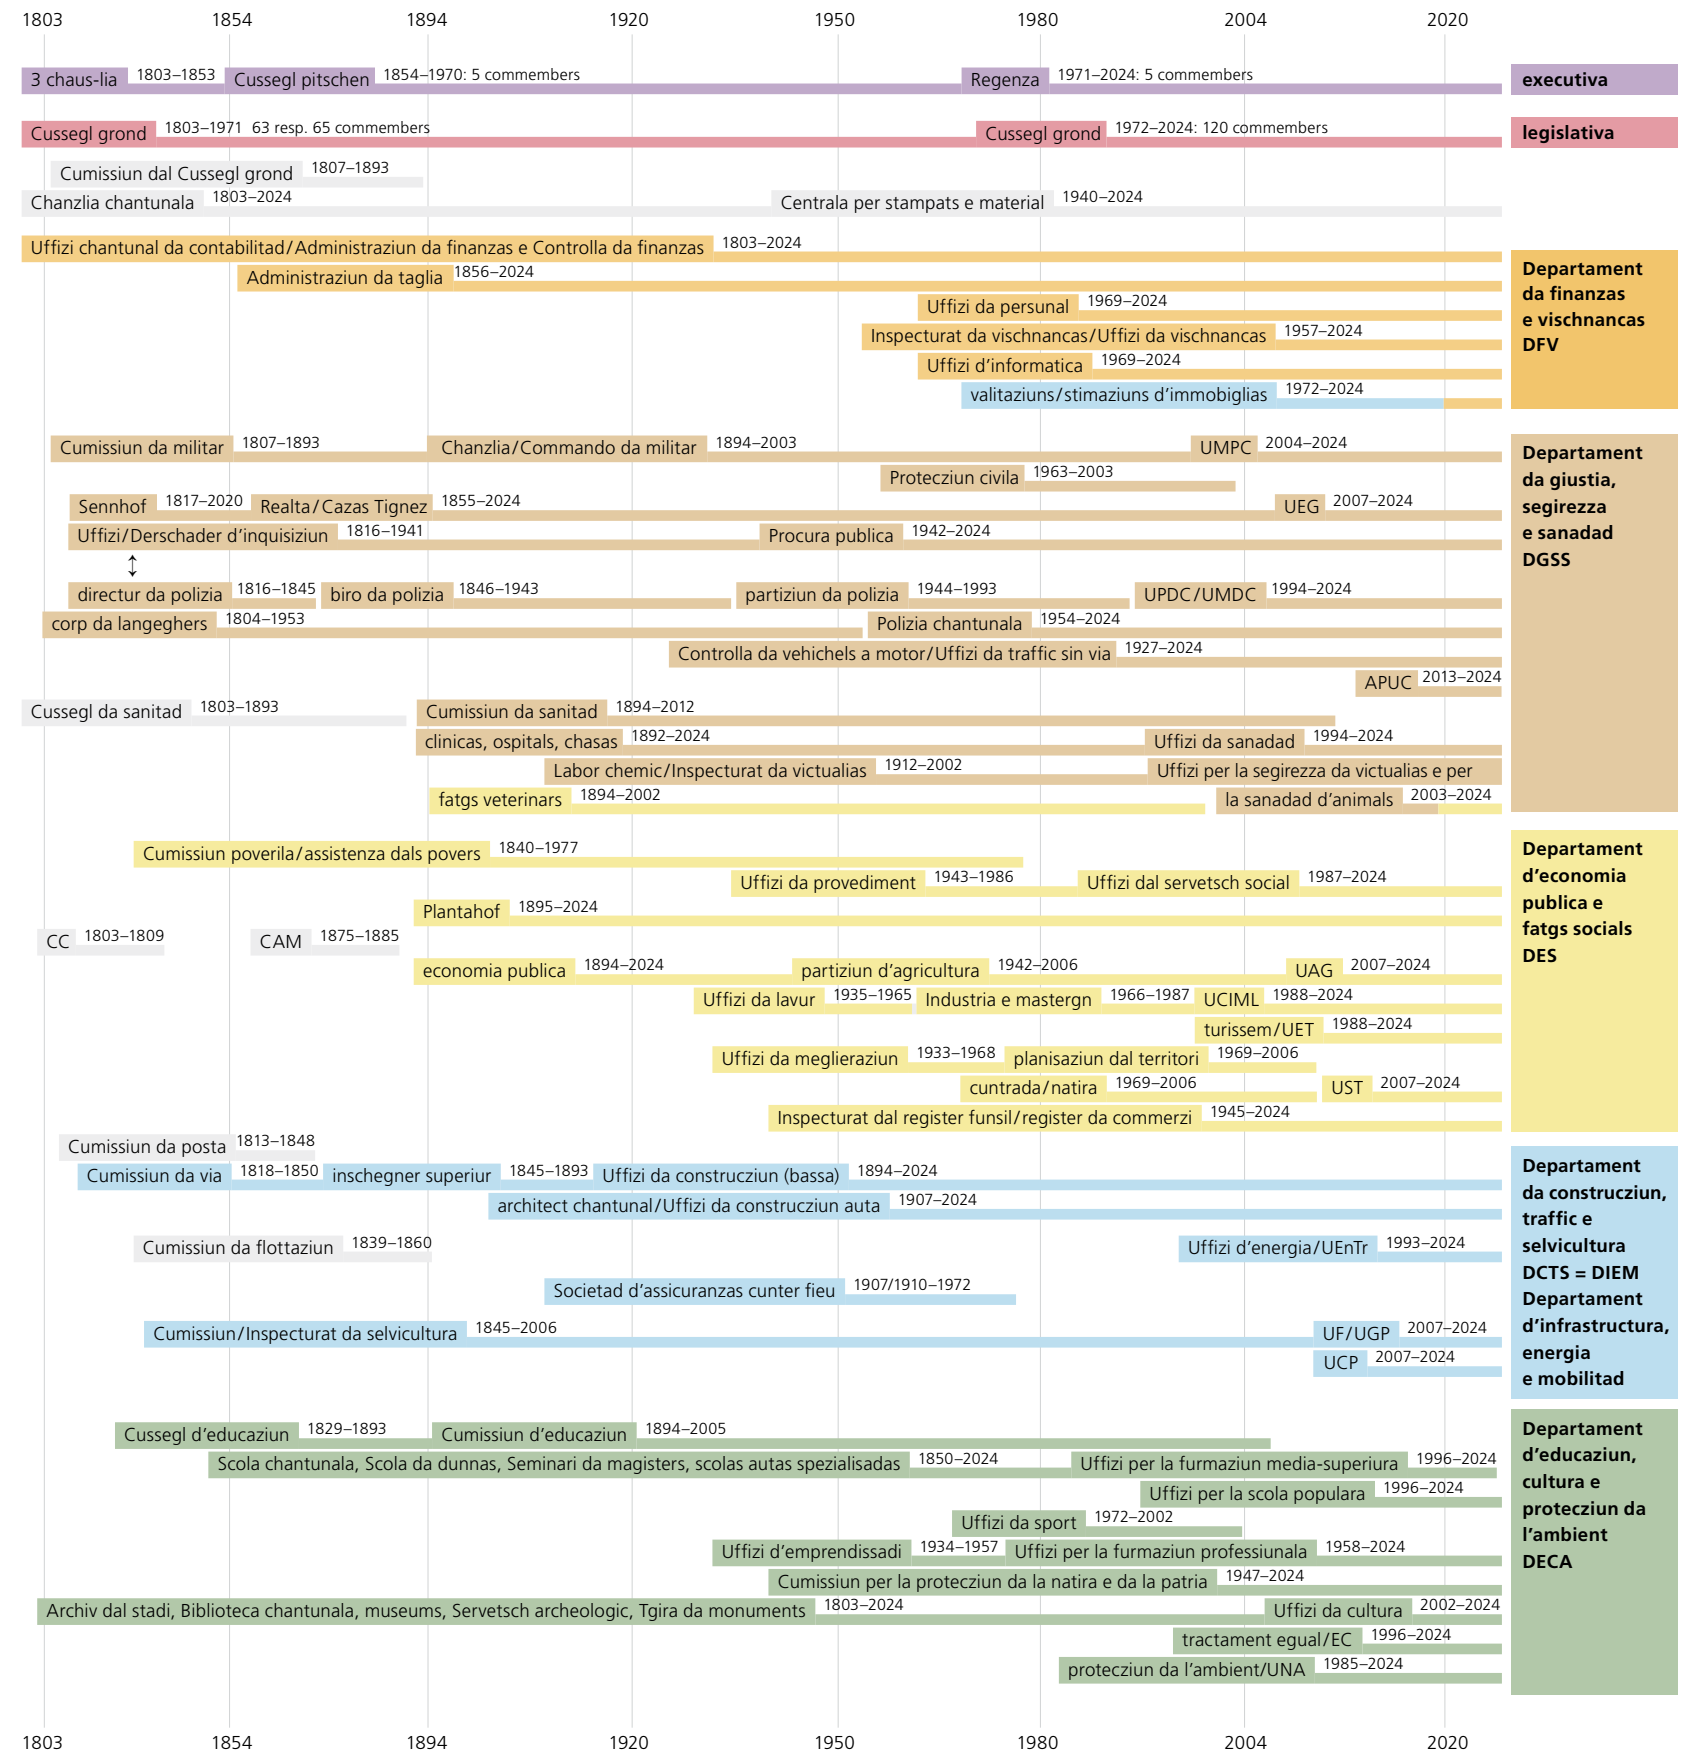 1803 1854 1894 1920 1950 1980 2004 2020
3 chaus-lia 1803–1853 Cussegl pitschen 1854–1970: 5 commembers Regenza 1971–2024: 5 commembers executiva
Cussegl grond 1803–1971 63 resp. 65 commembers Cussegl grond 1972–2024: 120 commembers legislativa
Cumissiun dal Cussegl grond 1807–1893
Chanzlia chantunala 1803–2024 Centrala per stampats e material 1940–2024
Uffizi chantunal da contabilitad/Administraziun da finanzas e Controlla da finanzas 1803–2024
Administraziun da taglia 1856–2024
Uffizi da persunal 1969–2024
Inspecturat da vischnancas/Uffizi da vischnancas 1957–2024
Uffizi d’informatica 1969–2024
valitaziuns/stimaziuns d’immobiglias 1972–2024
Departament
da finanzas
e vischnancas
DFV
Cumissiun da militar 1807–1893 Chanzlia/Commando da militar 1894–2003 UMPC 2004–2024
Protecziun civila 1963–2003
Sennhof 1817–2020 Realta/Cazas Tignez 1855–2024 UEG 2007–2024
Uffizi/Derschader d’inquisiziun 1816–1941 Procura publica 1942–2024
↕
directur da polizia 1816–1845 biro da polizia 1846–1943 partiziun da polizia 1944–1993 UPDC/UMDC 1994–2024
corp da langeghers 1804–1953 Polizia chantunala 1954–2024
Controlla da vehichels a motor/Uffizi da traffic sin via 1927–2024
APUC 2013–2024
Cussegl da sanitad 1803–1893 Cumissiun da sanitad 1894–2012
clinicas, ospitals, chasas 1892–2024 Uffizi da sanadad 1994–2024
Labor chemic/Inspecturat da victualias 1912–2002 Uffizi per la segirezza da victualias e per
fatgs veterinars 1894–2002 la sanadad d’animals 2003–2024
Departament
da giustia,
segirezza
e sanadad
DGSS
Cumissiun poverila/assistenza dals povers 1840–1977
Uffizi da provediment 1943–1986 Uffizi dal servetsch social 1987–2024
Plantahof 1895–2024
CC 1803–1809 CAM 1875–1885
economia publica 1894–2024 partiziun d’agricultura 1942–2006 UAG 2007–2024
Uffizi da lavur 1935–1965 Industria e mastergn 1966–1987 UCIML 1988–2024
turissem/UET 1988–2024
Uffizi da meglieraziun 1933–1968 planisaziun dal territori 1969–2006
cuntrada/natira 1969–2006 UST 2007–2024
Inspecturat dal register funsil/register da commerzi 1945–2024
Departament
d’economia
publica e
fatgs socials
DES
Cumissiun da posta 1813–1848
Cumissiun da via 1818–1850 inschegner superiur 1845–1893 Uffizi da construcziun (bassa) 1894–2024
architect chantunal/Uffizi da construcziun auta 1907–2024
Cumissiun da flottaziun 1839–1860 Uffizi d’energia/UEnTr 1993–2024
Societad d’assicuranzas cunter fieu 1907/1910–1972
Cumissiun/Inspecturat da selvicultura 1845–2006 UF/UGP 2007–2024
UCP 2007–2024
Departament
da construcziun,
traffic e
selvicultura
DCTS = DIEM
Departament
d’infrastructura,
energia
e mobilitad
Cussegl d’educaziun 1829–1893 Cumissiun d’educaziun 1894–2005
Scola chantunala, Scola da dunnas, Seminari da magisters, scolas autas spezialisadas 1850–2024 Uffizi per la furmaziun media-superiura 1996–2024
Uffizi per la scola populara 1996–2024
Uffizi da sport 1972–2002
Uffizi d’emprendissadi 1934–1957 Uffizi per la furmaziun professiunala 1958–2024
Cumissiun per la protecziun da la natira e da la patria 1947–2024
Archiv dal stadi, Biblioteca chantunala, museums, Servetsch archeologic, Tgira da monuments 1803–2024 Uffizi da cultura 2002–2024
tractament egual/EC 1996–2024
protecziun da l’ambient/UNA 1985–2024
Departament
d’educaziun,
cultura e
protecziun da
l’ambient
DECA
1803 1854 1894 1920 1950 1980 2004 2020